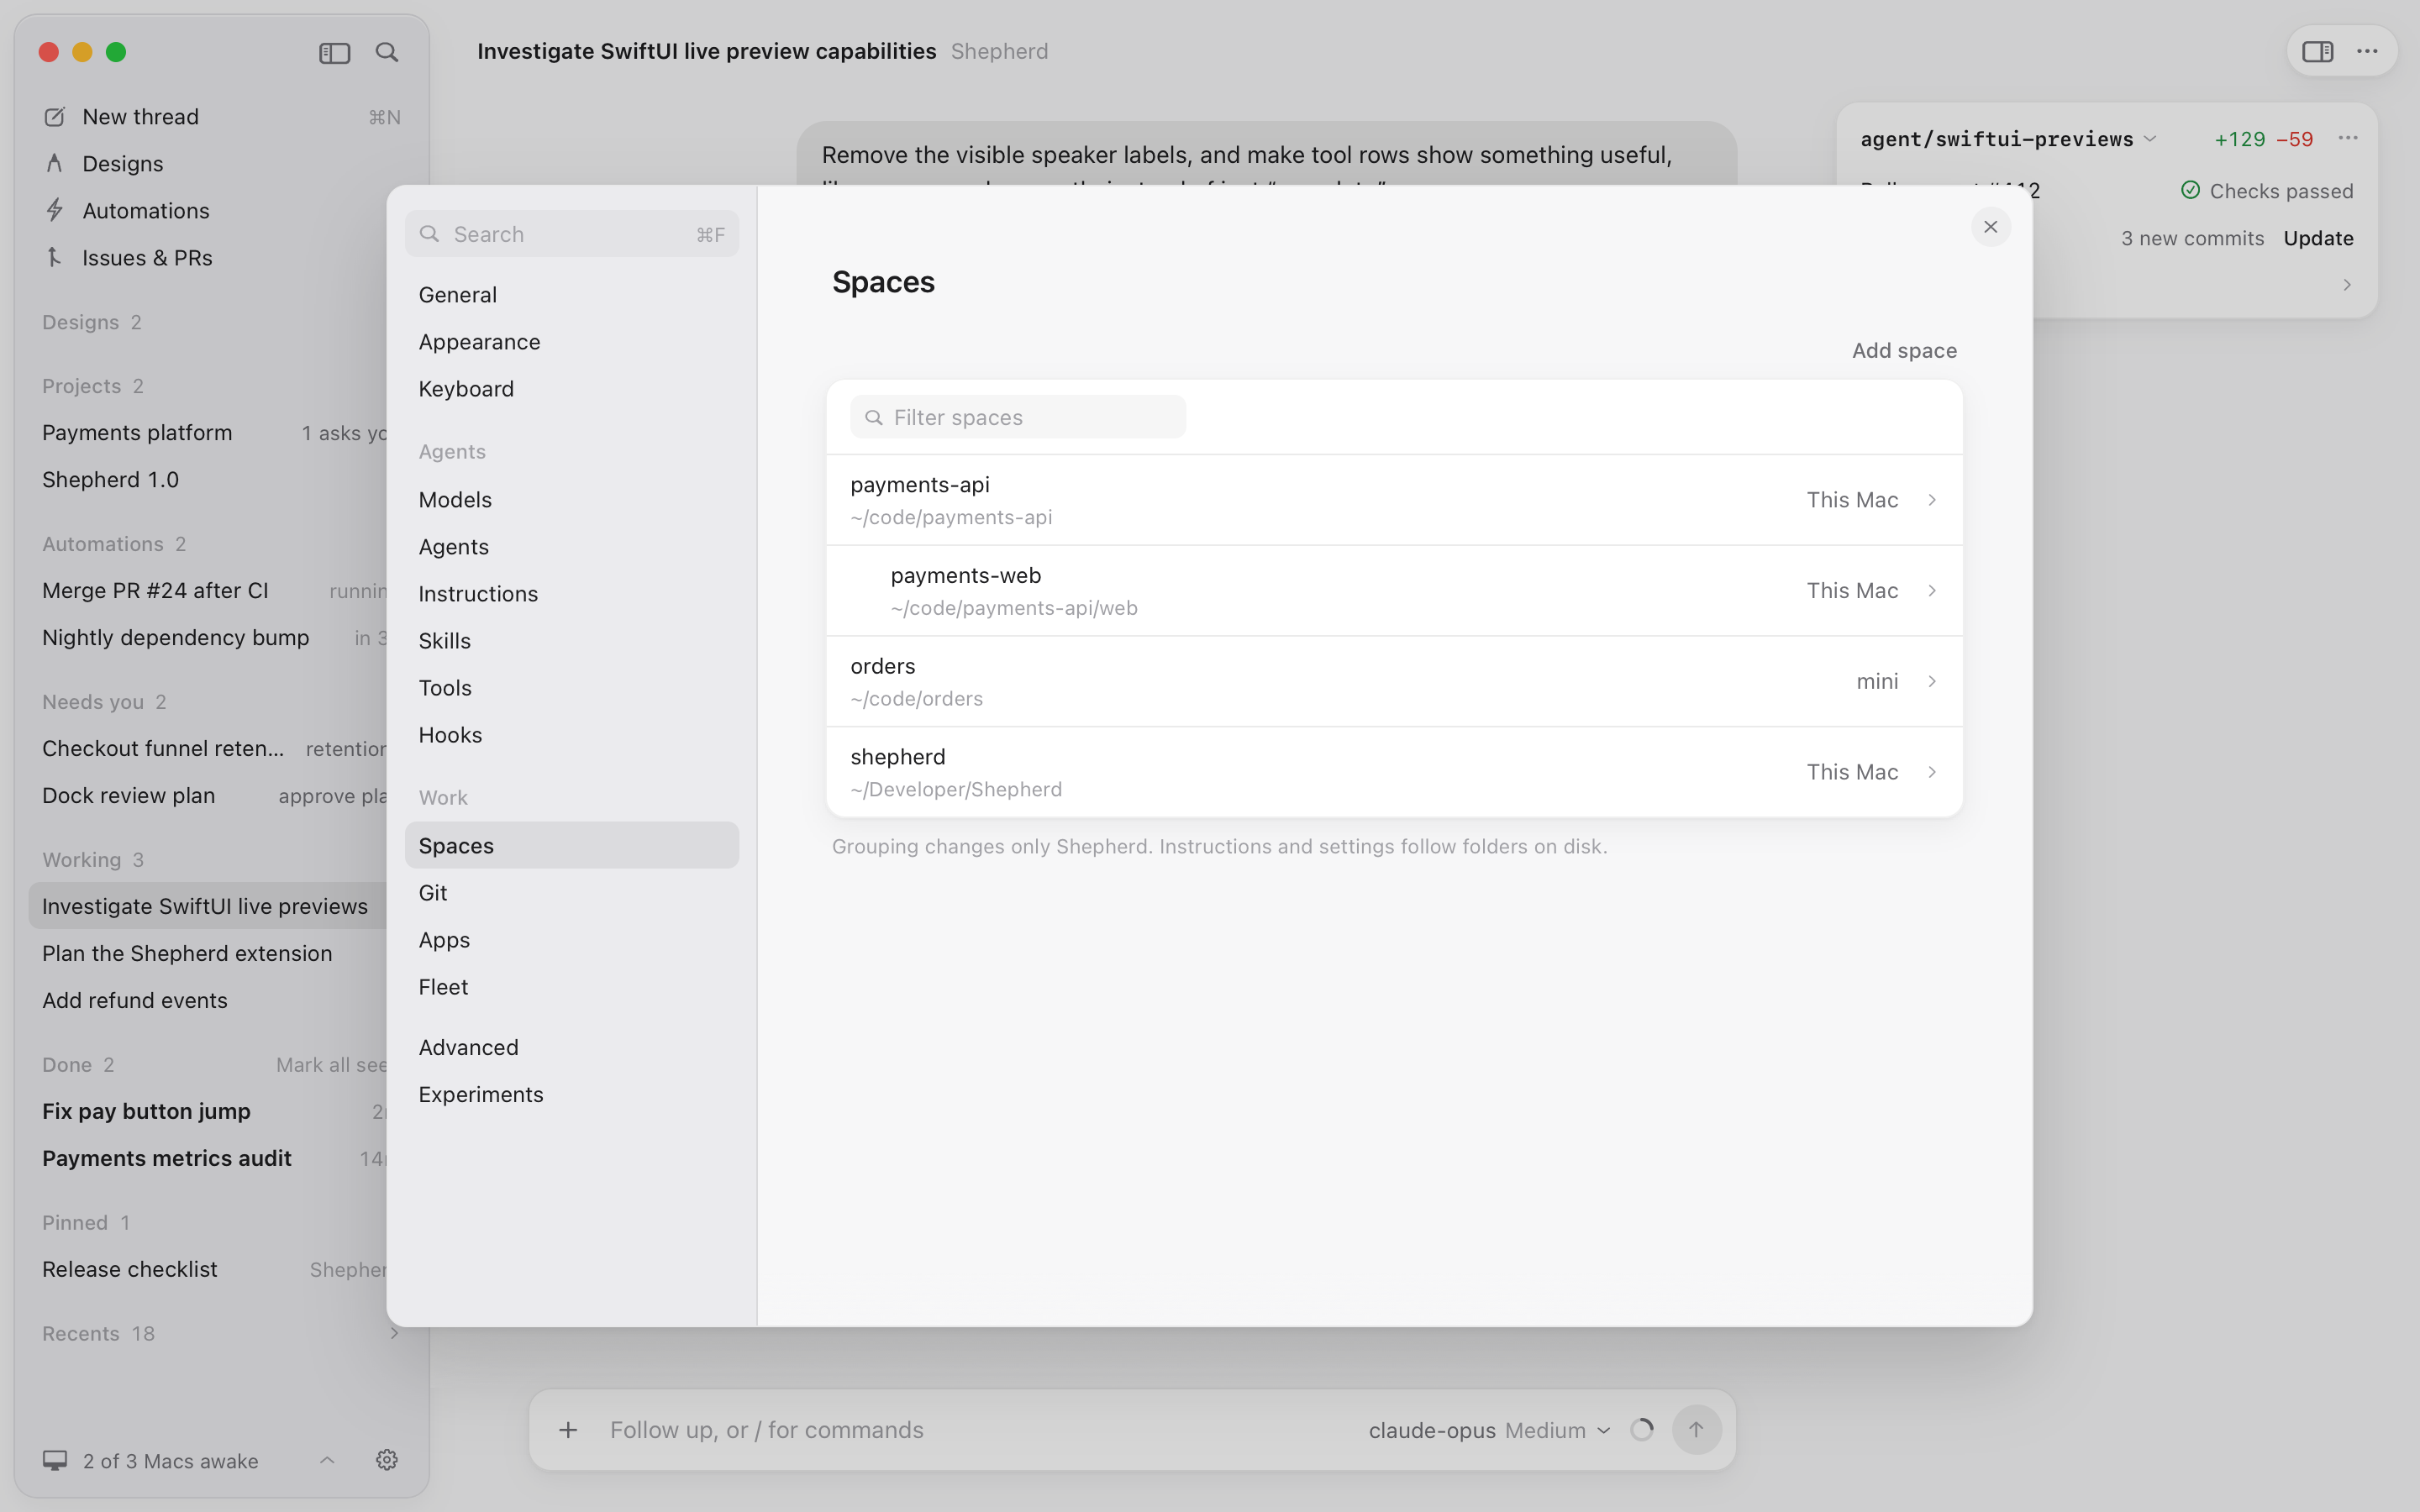 Investigate SwiftUI live preview capabilities Shepherd
New thread ⌘N
Designs
Automations
Issues & PRs
Designs 2
Projects 2
Payments platform 1 asks
Shepherd 1.0
Automations 2
Merge PR #24 after CI
Nightly dependency bump in
Needs you 2
Checkout funnel reten...
Dock review plan approve
Working 3
Investigate SwiftUI live previews
Plan the Shepherd extension
Add refund events
Done 2 Mark all
Fix pay button jump
Payments metrics audit
Pinned 1
Release checklist
Recents 18
2 of 3 Macs awake
Remove the visible speaker labels, and make tool rows show something useful,
agent/swiftui-previews +129 −59
Checks passed
3 new commits Update
Search ⌘F
General
Appearance
Keyboard
Agents
Models
Agents
Instructions
Skills
Tools
Hooks
Work
Spaces
Git
Apps
Fleet
Advanced
Experiments
Spaces
Add space
Filter spaces
payments-api
~/code/payments-api
This Mac
payments-web
~/code/payments-api/web
This Mac
orders
~/code/orders
mini
shepherd
~/Developer/Shepherd
This Mac
Grouping changes only Shepherd. Instructions and settings follow folders on disk.
Follow up, or / for commands
claude-opus Medium